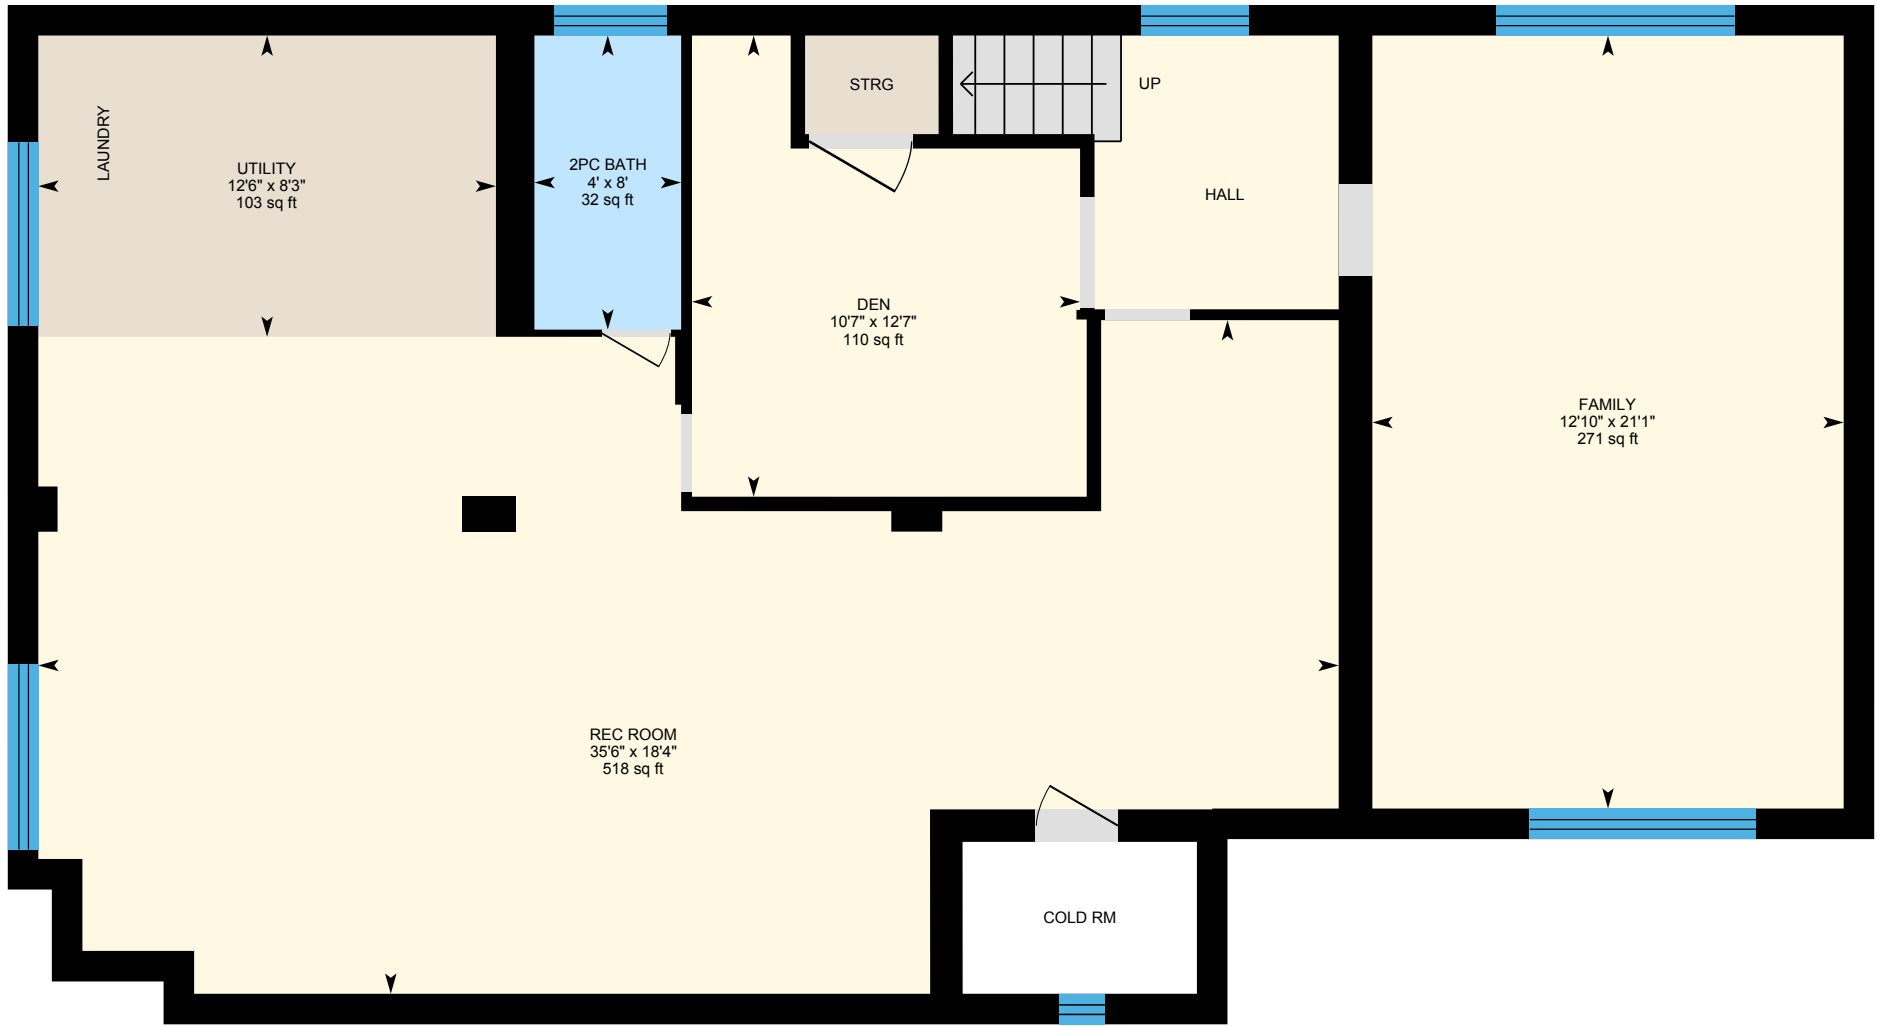 LAUNDRY
UTILITY
12'6" x 8'3"
103 sq ft
2PC BATH
4' x 8'
32 sq ft
STRG
UP
HALL
DEN
10'7" x 12'7"
110 sq ft
FAMILY
12'10" x 21'1"
271 sq ft
REC ROOM
35'6" x 18'4"
518 sq ft
COLD RM